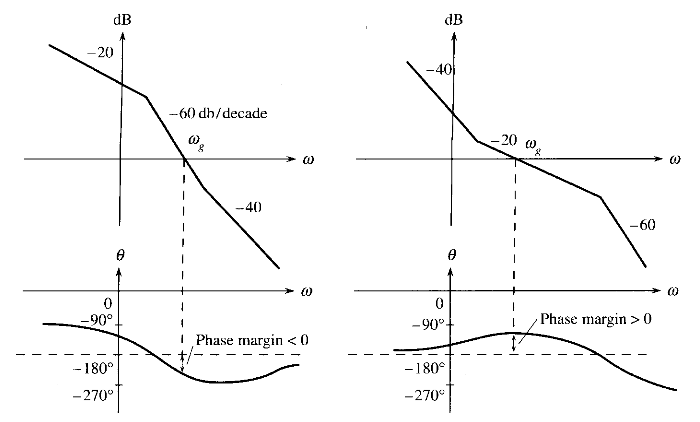 dB
−20
−60 db/decade
ω_g
ω
−40
θ
ω
0
−90°
Phase margin < 0
−180°
−270°
dB
−40
−20
ω_g
ω
−60
θ
ω
0
−90°
Phase margin > 0
−180°
−270°